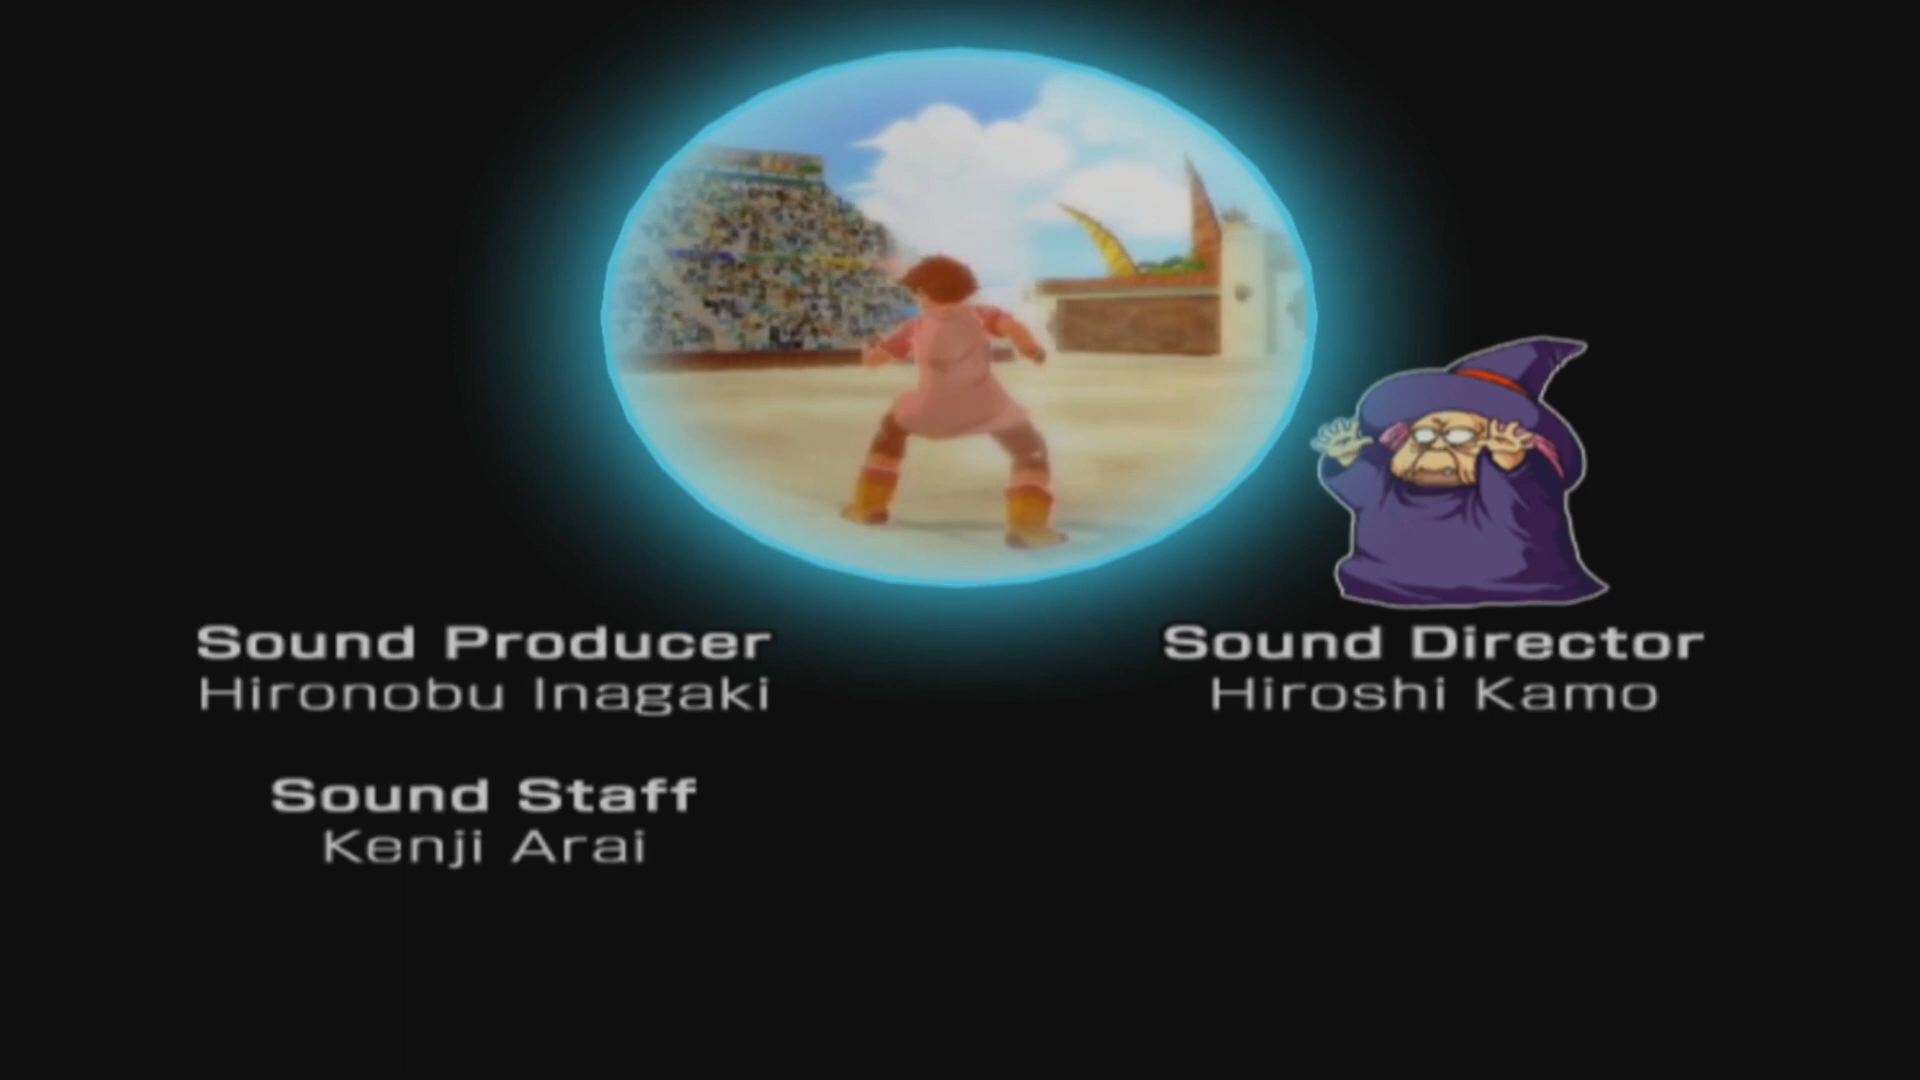 Sound Producer
Hironobu Inagaki
Sound Director
Hiroshi Kamo
Sound Staff
Kenji Arai